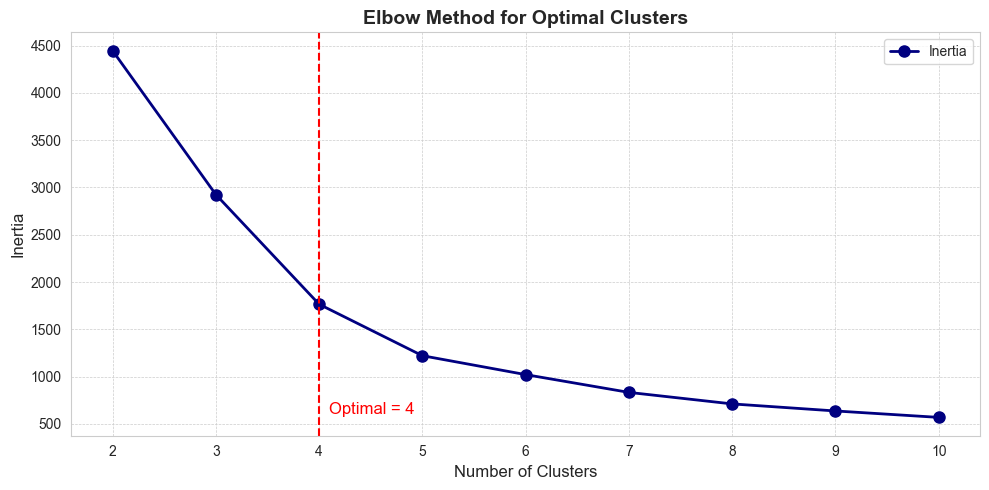 Elbow Method for Optimal Clusters
Inertia
4500
4000
3500
3000
2500
2000
1500
1000
500
Inertia
Optimal = 4
2 3 4 5 6 7 8 9 10
Number of Clusters